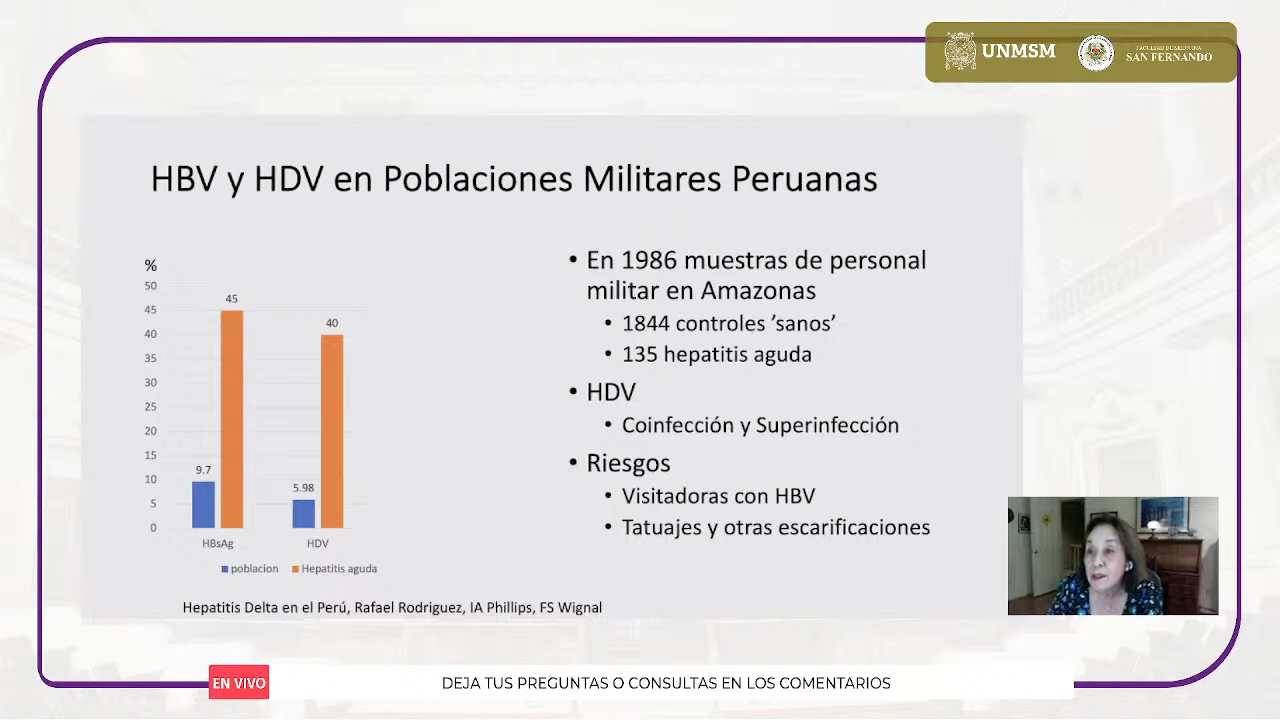 UNMSM
FACULTAD DE MEDICINA
SAN FERNANDO
HBV y HDV en Poblaciones Militares Peruanas
%
50
45
40
35
30
25
20
15
10
5
0
45
40
9.7
5.98
HBsAg
HDV
poblacion
Hepatitis aguda
• En 1986 muestras de personal
militar en Amazonas
• 1844 controles ’sanos’
• 135 hepatitis aguda
• HDV
• Coinfección y Superinfección
• Riesgos
• Visitadoras con HBV
• Tatuajes y otras escarificaciones
Hepatitis Delta en el Perú, Rafael Rodriguez, IA Phillips, FS Wignal
EN VIVO
DEJA TUS PREGUNTAS O CONSULTAS EN LOS COMENTARIOS